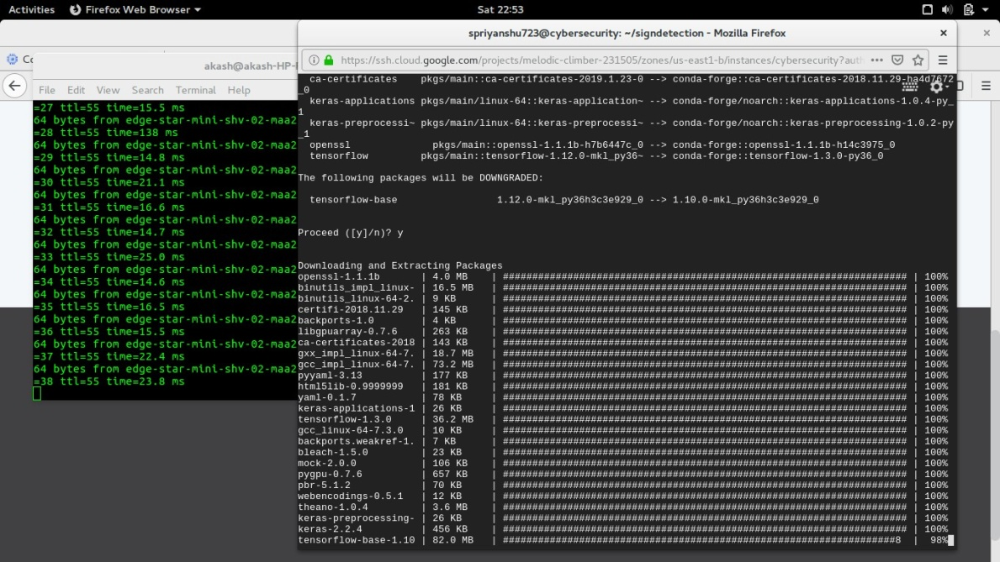 Activities Firefox Web Browser Sat 22:53
spriyanshu723@cybersecurity: ~/signdetection - Mozilla Firefox
akash@akash-HP-
https://ssh.cloud.google.com/projects/melodic-climber-231505/zones/us-east1-b/instances/cybersecurity?auth
File Edit View Search Terminal Help
=27 ttl=55 time=15.5 ms
64 bytes from edge-star-mini-shv-02-maa2
=28 ttl=55 time=138 ms
64 bytes from edge-star-mini-shv-02-maa2
=29 ttl=55 time=14.8 ms
64 bytes from edge-star-mini-shv-02-maa2
=30 ttl=55 time=21.1 ms
64 bytes from edge-star-mini-shv-02-maa2
=31 ttl=55 time=16.6 ms
64 bytes from edge-star-mini-shv-02-maa2
=32 ttl=55 time=14.7 ms
64 bytes from edge-star-mini-shv-02-maa2
=33 ttl=55 time=25.0 ms
64 bytes from edge-star-mini-shv-02-maa2
=34 ttl=55 time=14.6 ms
64 bytes from edge-star-mini-shv-02-maa2
=35 ttl=55 time=16.5 ms
64 bytes from edge-star-mini-shv-02-maa2
=36 ttl=55 time=15.5 ms
64 bytes from edge-star-mini-shv-02-maa2
=37 ttl=55 time=22.4 ms
64 bytes from edge-star-mini-shv-02-maa2
=38 ttl=55 time=23.8 ms
ca-certificates pkgs/main::ca-certificates-2019.1.23-0 --> conda-forge::ca-certificates-2018.11.29-ha4d7672
_0
keras-applications pkgs/main/linux-64::keras-application~ --> conda-forge/noarch::keras-applications-1.0.4-py_
1
keras-preprocessi~ pkgs/main/linux-64::keras-preprocessi~ --> conda-forge/noarch::keras-preprocessing-1.0.2-py
_1
openssl pkgs/main::openssl-1.1.1b-h7b6447c_0 --> conda-forge::openssl-1.1.1b-h14c3975_0
tensorflow pkgs/main::tensorflow-1.12.0-mkl_py36~ --> conda-forge::tensorflow-1.3.0-py36_0
The following packages will be DOWNGRADED:
tensorflow-base 1.12.0-mkl_py36h3c3e929_0 --> 1.10.0-mkl_py36h3c3e929_0
Proceed ([y]/n)? y
Downloading and Extracting Packages
openssl-1.1.1b | 4.0 MB | ##################################################################### | 100%
binutils_impl_linux- | 16.5 MB | ##################################################################### | 100%
binutils_linux-64-2. | 9 KB | ##################################################################### | 100%
certifi-2018.11.29 | 145 KB | ##################################################################### | 100%
backports-1.0 | 4 KB | ##################################################################### | 100%
libgpuarray-0.7.6 | 263 KB | ##################################################################### | 100%
ca-certificates-2018 | 143 KB | ##################################################################### | 100%
gxx_impl_linux-64-7. | 18.7 MB | ##################################################################### | 100%
gcc_impl_linux-64-7. | 73.2 MB | ##################################################################### | 100%
pyyaml-3.13 | 177 KB | ##################################################################### | 100%
html5lib-0.9999999 | 181 KB | ##################################################################### | 100%
yaml-0.1.7 | 78 KB | ##################################################################### | 100%
keras-applications-1 | 26 KB | ##################################################################### | 100%
tensorflow-1.3.0 | 36.2 MB | ##################################################################### | 100%
gcc_linux-64-7.3.0 | 10 KB | ##################################################################### | 100%
backports.weakref-1. | 7 KB | ##################################################################### | 100%
bleach-1.5.0 | 23 KB | ##################################################################### | 100%
mock-2.0.0 | 106 KB | ##################################################################### | 100%
pygpu-0.7.6 | 657 KB | ##################################################################### | 100%
pbr-5.1.2 | 70 KB | ##################################################################### | 100%
webencodings-0.5.1 | 12 KB | ##################################################################### | 100%
theano-1.0.4 | 3.6 MB | ##################################################################### | 100%
keras-preprocessing- | 26 KB | ##################################################################### | 100%
keras-2.2.4 | 456 KB | ##################################################################### | 100%
tensorflow-base-1.10 | 82.0 MB | ###################################################################8 | 98%